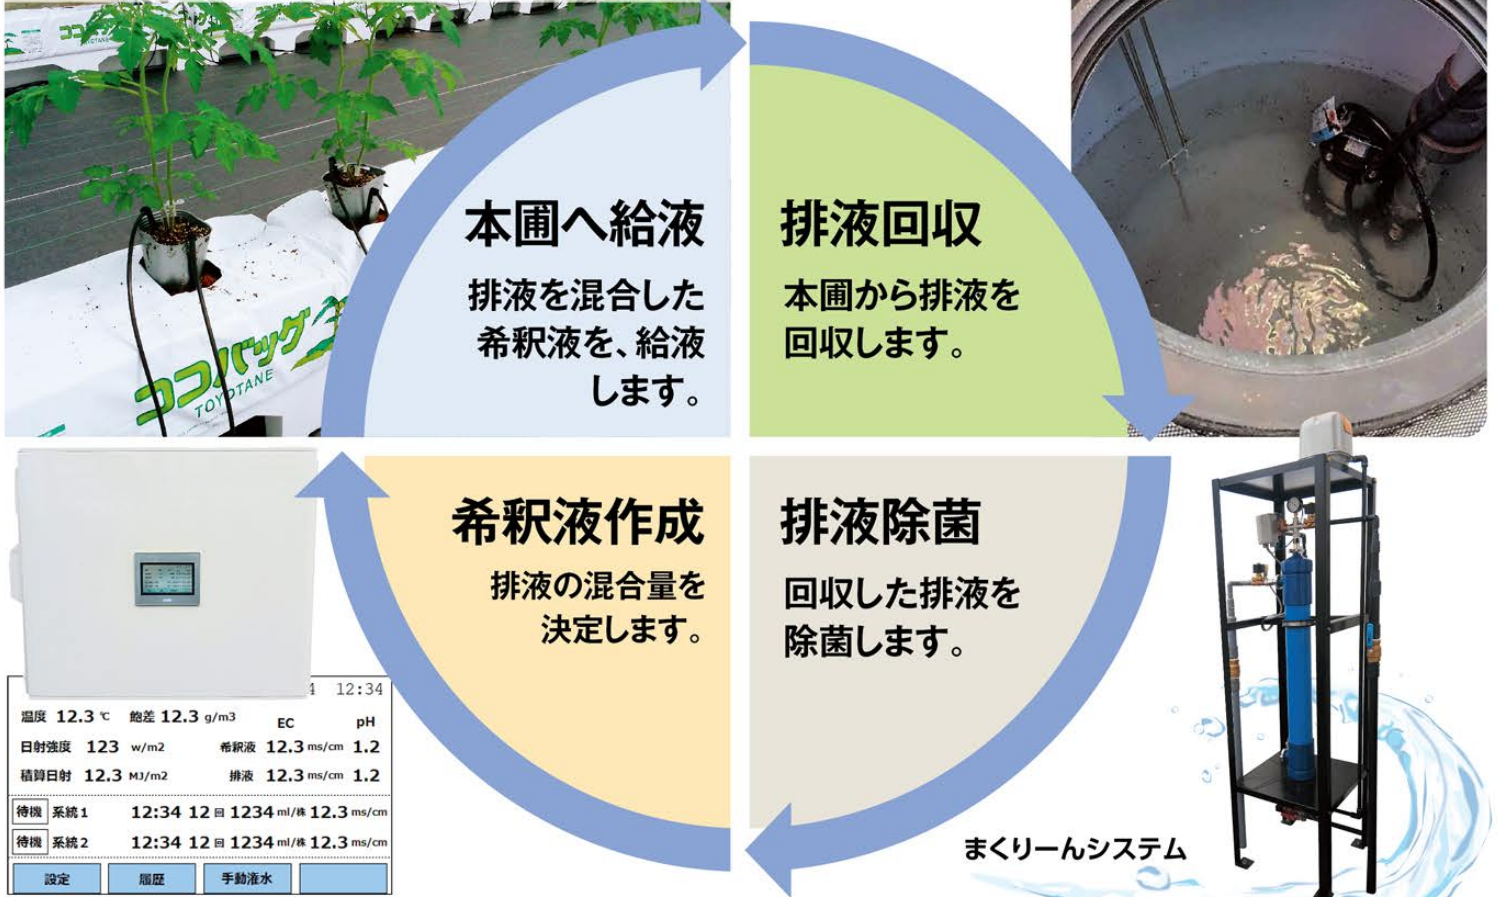 ココバッグ
TOYOTANE
本圃へ給液
排液を混合した
希釈液を、給液
します。
排液回収
本圃から排液を
回収します。
希釈液作成
排液の混合量を
決定します。
排液除菌
回収した排液を
除菌します。
12:34
温度 12.3 ℃ 飽差 12.3 g/m3 EC pH
日射強度 123 w/m2 希釈液 12.3 ms/cm 1.2
積算日射 12.3 MJ/m2 排液 12.3 ms/cm 1.2
待機 系統1 12:34 12 回 1234 ml/株 12.3 ms/cm
待機 系統2 12:34 12 回 1234 ml/株 12.3 ms/cm
設定 履歴 手動潅水
まくりーんシステム